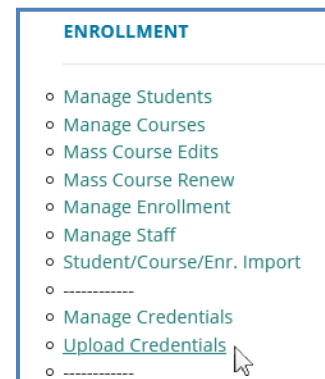 ENROLLMENT
Manage Students
Manage Courses
Mass Course Edits
Mass Course Renew
Manage Enrollment
Manage Staff
Student/Course/Enr. Import
------------
Manage Credentials
Upload Credentials
------------